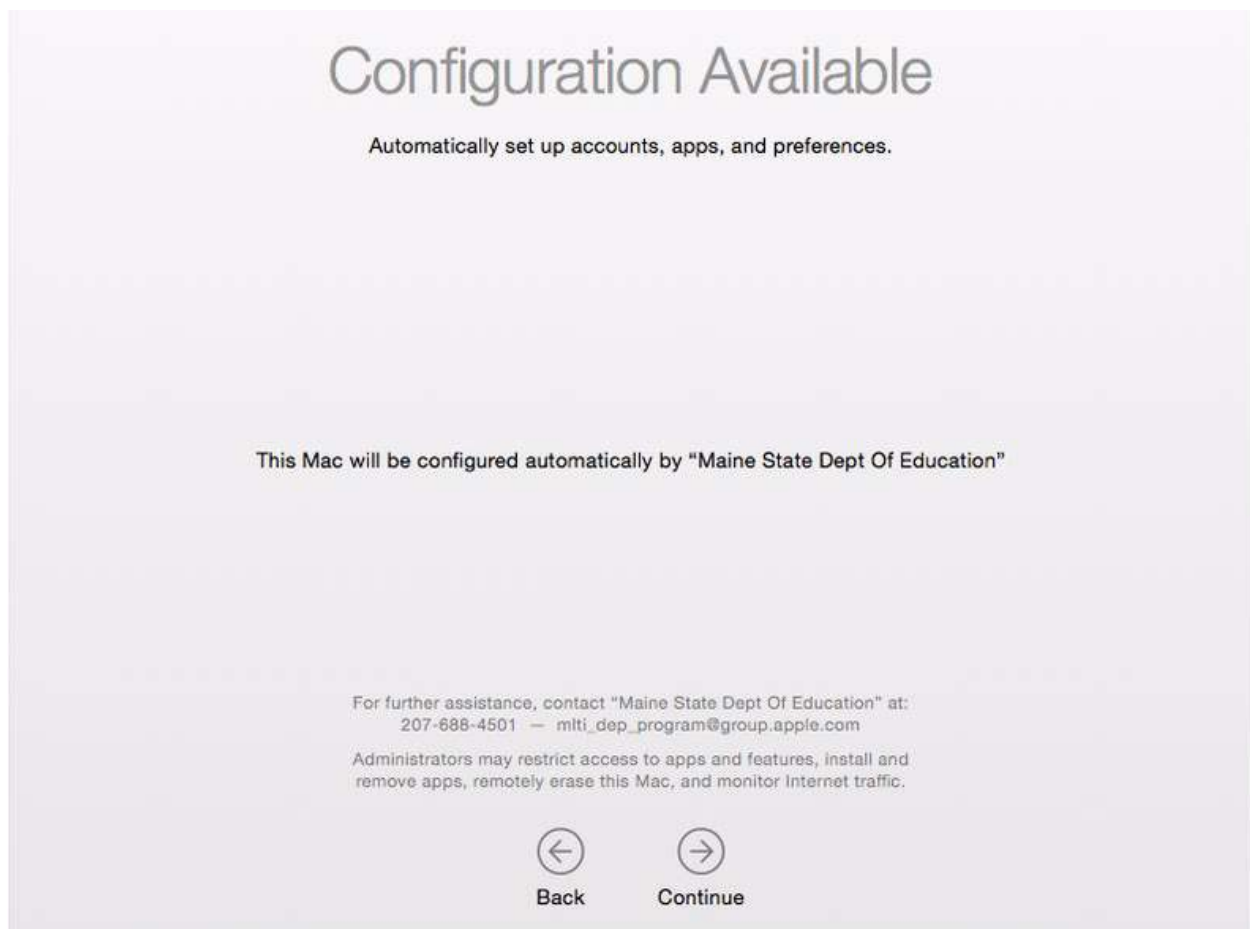 Configuration Available
Automatically set up accounts, apps, and preferences.
This Mac will be configured automatically by “Maine State Dept Of Education”
For further assistance, contact “Maine State Dept Of Education” at:
207-688-4501 — mlti_dep_program@group.apple.com
Administrators may restrict access to apps and features, install and
remove apps, remotely erase this Mac, and monitor Internet traffic.
Back Continue